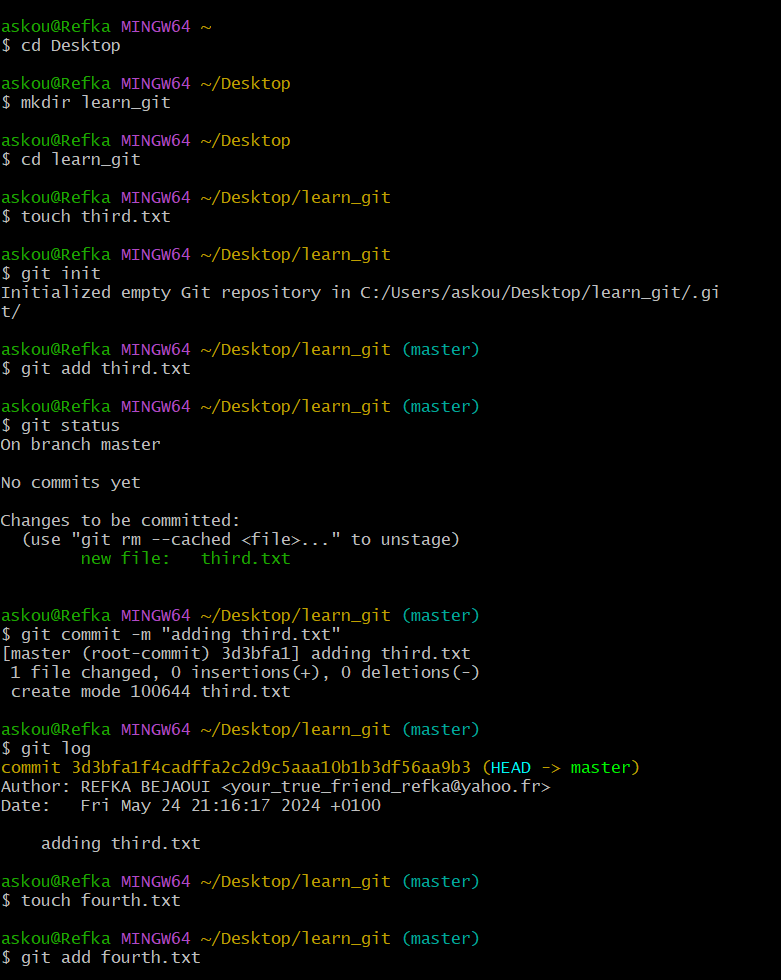 askou@Refka MINGW64 ~
$ cd Desktop
askou@Refka MINGW64 ~/Desktop
$ mkdir learn_git
askou@Refka MINGW64 ~/Desktop
$ cd learn_git
askou@Refka MINGW64 ~/Desktop/learn_git
$ touch third.txt
askou@Refka MINGW64 ~/Desktop/learn_git
$ git init
Initialized empty Git repository in C:/Users/askou/Desktop/learn_git/.gi
t/
askou@Refka MINGW64 ~/Desktop/learn_git (master)
$ git add third.txt
askou@Refka MINGW64 ~/Desktop/learn_git (master)
$ git status
On branch master
No commits yet
Changes to be committed:
  (use "git rm --cached <file>..." to unstage)
        new file:   third.txt
askou@Refka MINGW64 ~/Desktop/learn_git (master)
$ git commit -m "adding third.txt"
[master (root-commit) 3d3bfa1] adding third.txt
 1 file changed, 0 insertions(+), 0 deletions(-)
 create mode 100644 third.txt
askou@Refka MINGW64 ~/Desktop/learn_git (master)
$ git log
commit 3d3bfa1f4cadffa2c2d9c5aaa10b1b3df56aa9b3 (HEAD -> master)
Author: REFKA BEJAOUI <your_true_friend_refka@yahoo.fr>
Date:   Fri May 24 21:16:17 2024 +0100
    adding third.txt
askou@Refka MINGW64 ~/Desktop/learn_git (master)
$ touch fourth.txt
askou@Refka MINGW64 ~/Desktop/learn_git (master)
$ git add fourth.txt